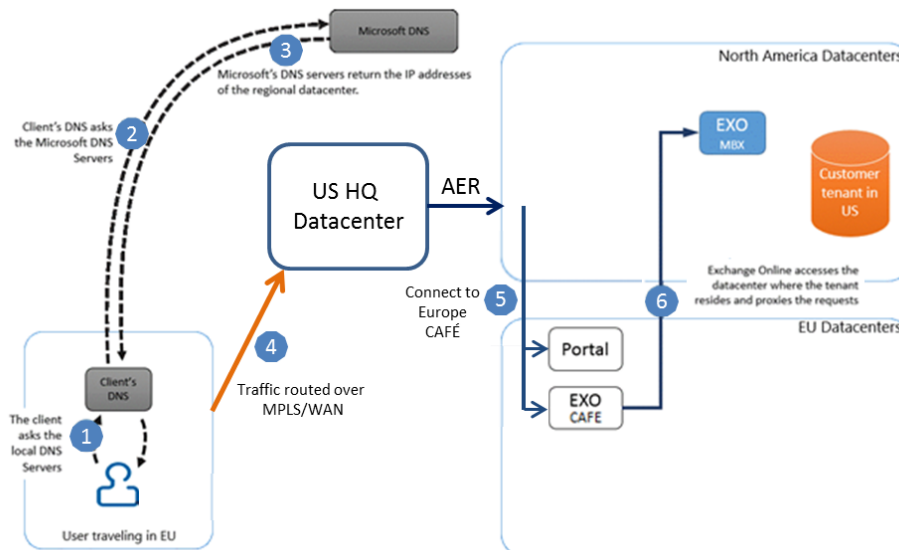 Microsoft DNS
3
Microsoft's DNS servers return the IP addresses
of the regional datacenter.
2
Client's DNS asks
the Microsoft DNS
Servers
US HQ
Datacenter
AER
North America Datacenters
EXO
MBX
Customer
tenant in
US
Exchange Online accesses the
datacenter where the tenant
resides and proxies the requests
5
6
Connect to
Europe
CAFÉ
EU Datacenters
Portal
EXO
CAFE
4
Traffic routed over
MPLS/WAN
Client's
DNS
1
The client
asks the
local DNS
Servers
User traveling in EU